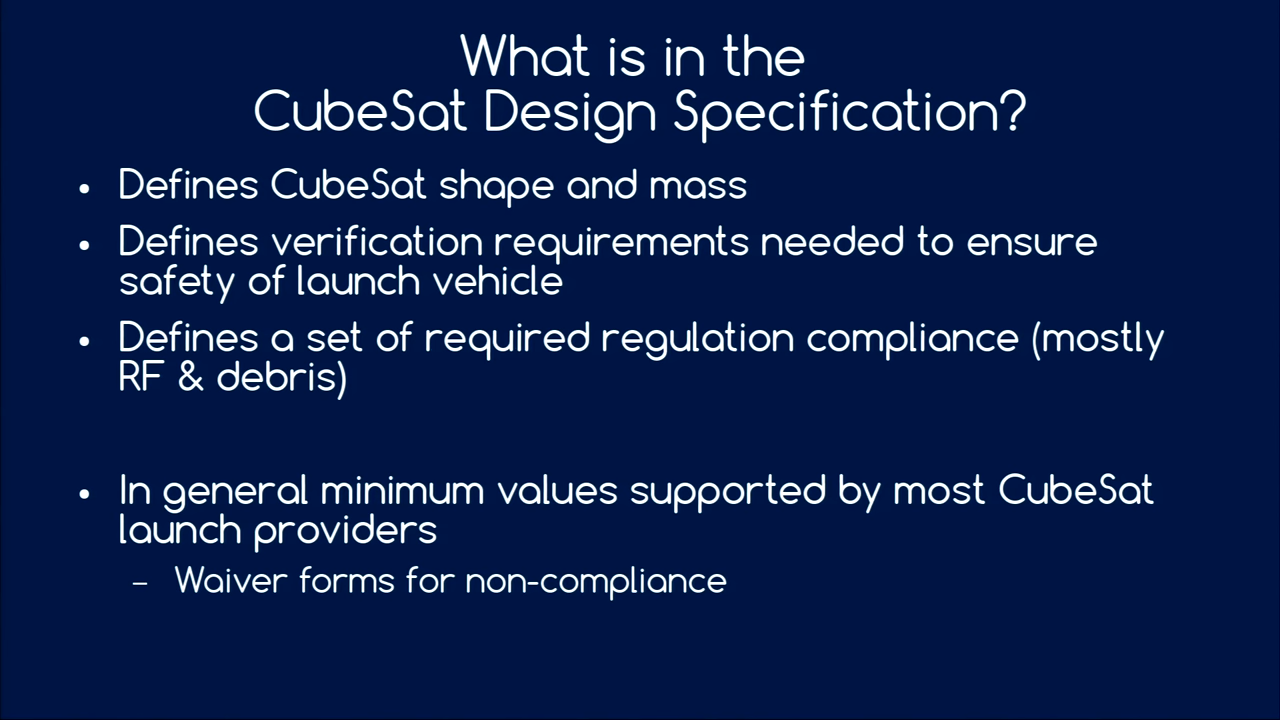 What is in the
CubeSat Design Specification?
• Defines CubeSat shape and mass
• Defines verification requirements needed to ensure
safety of launch vehicle
• Defines a set of required regulation compliance (mostly
RF & debris)
• In general minimum values supported by most CubeSat
launch providers
– Waiver forms for non-compliance